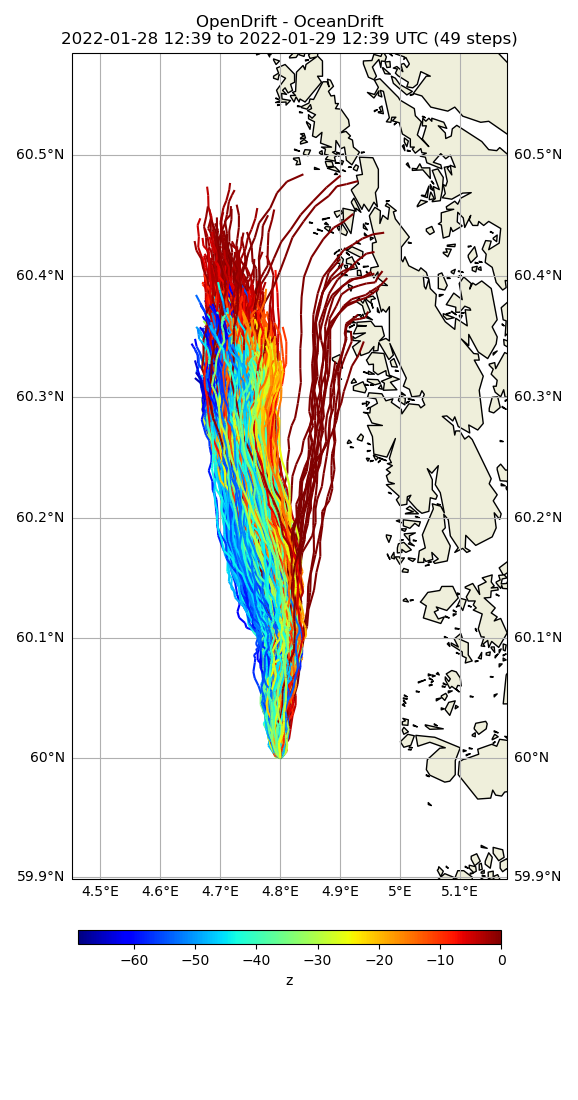 OpenDrift - OceanDrift
2022-01-28 12:39 to 2022-01-29 12:39 UTC (49 steps)
60.5°N 60.5°N
60.4°N 60.4°N
60.3°N 60.3°N
60.2°N 60.2°N
60.1°N 60.1°N
60°N 60°N
59.9°N 59.9°N
4.5°E 4.6°E 4.7°E 4.8°E 4.9°E 5°E 5.1°E
−60 −50 −40 −30 −20 −10 0
z